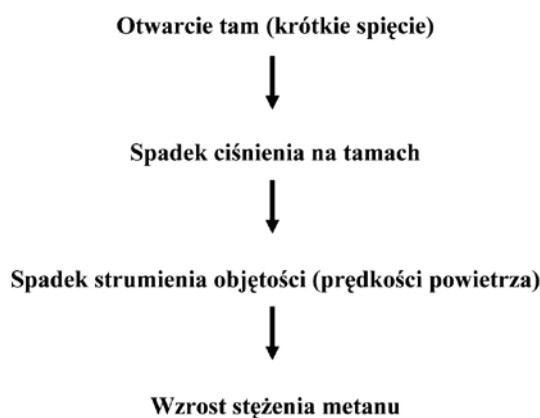 Otwarcie tam (krótkie spięcie)
Spadek ciśnienia na tamach
Spadek strumienia objętości (prędkości powietrza)
Wzrost stężenia metanu